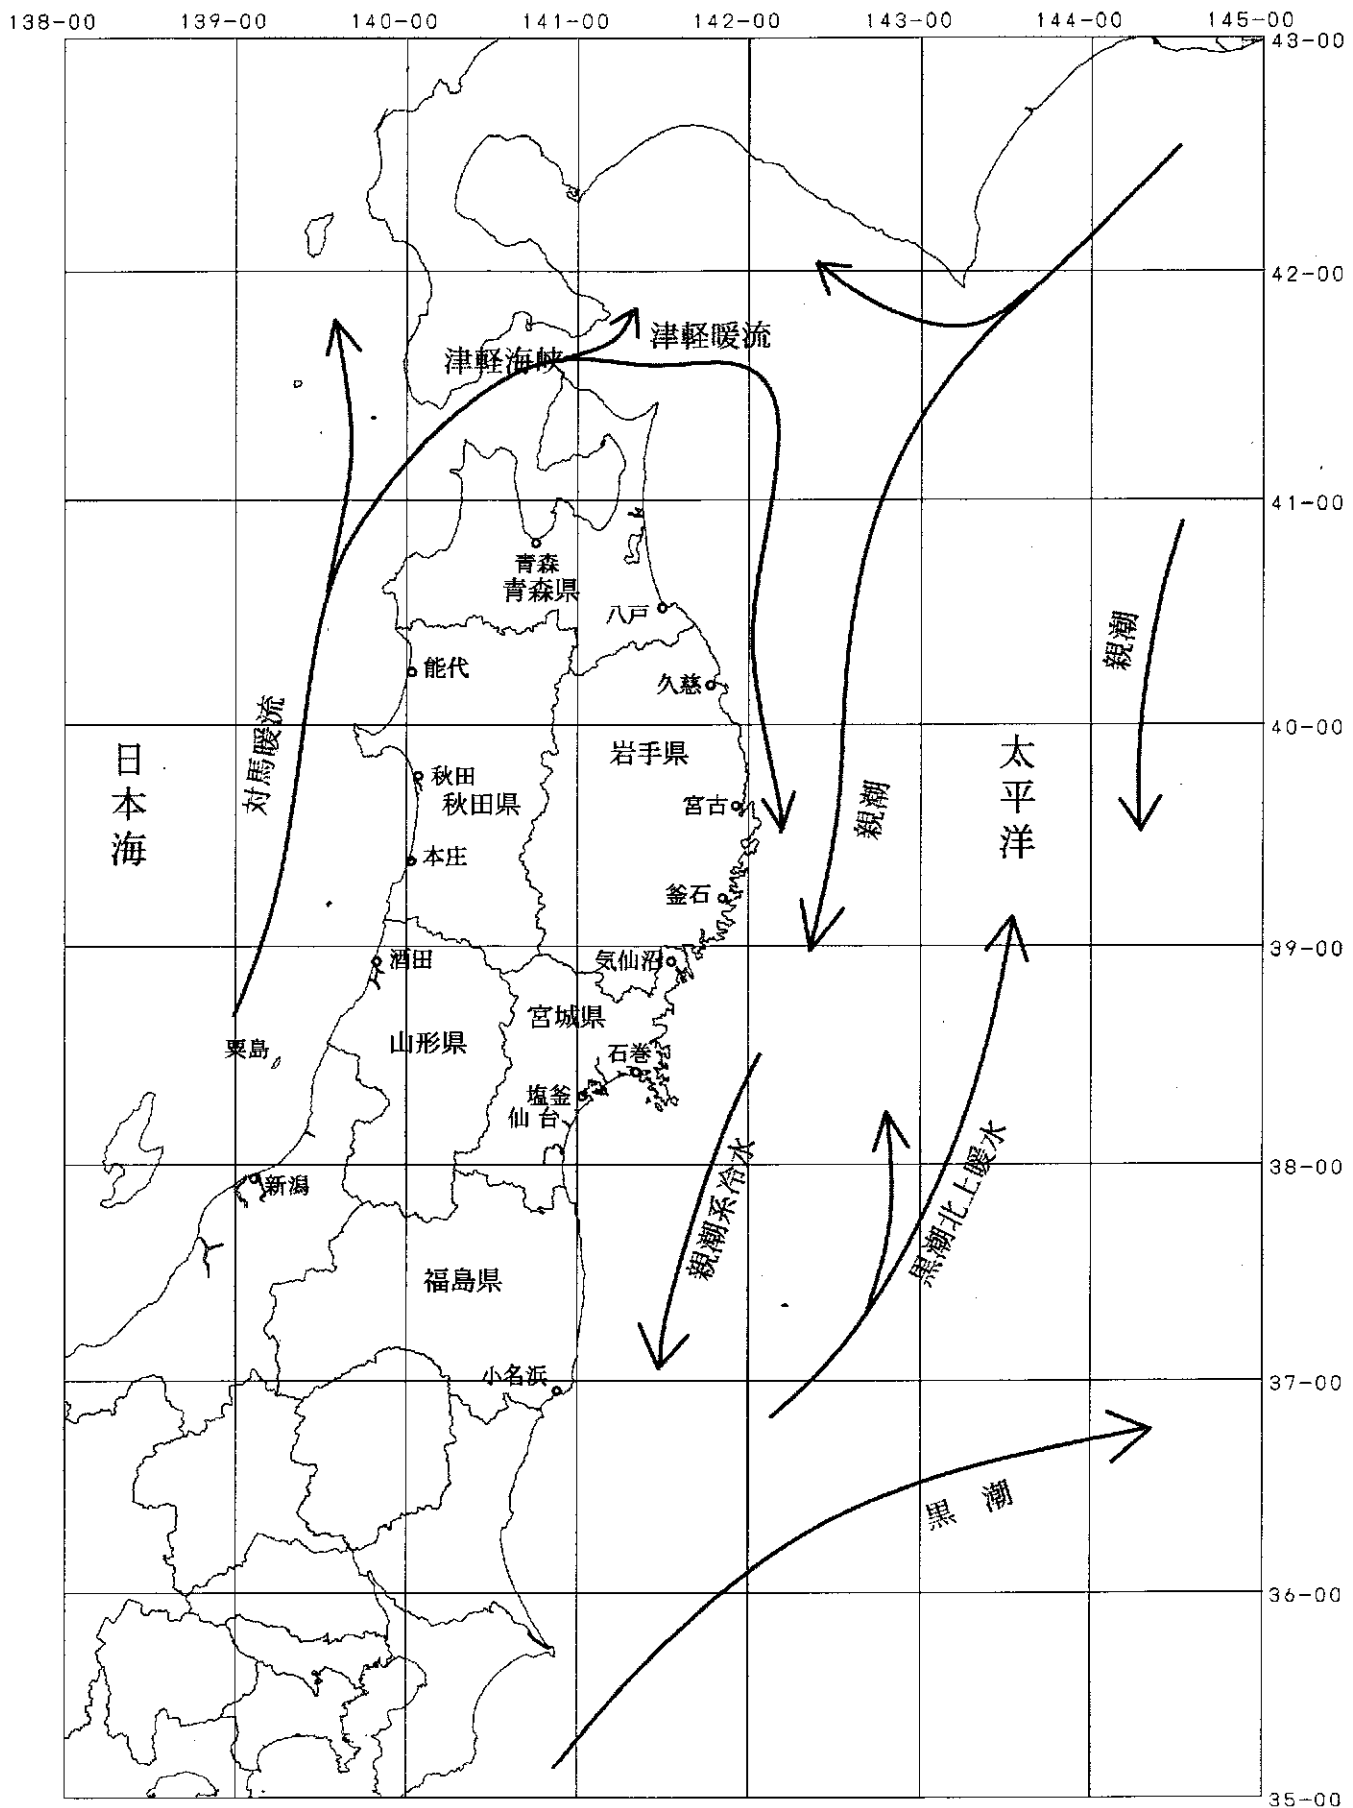 138-00 139-00 140-00 141-00 142-00 143-00 144-00 145-00
43-00
42-00
津軽暖流
津軽海峡
41-00
青森
青森県
八戸
親潮
能代
久慈
対馬暖流
40-00
日本海
岩手県
太平洋
秋田
秋田県
宮古
親潮
本庄
釜石
39-00
酒田
気仙沼
宮城県
山形県
粟島
石巻
塩釜
仙台
38-00
新潟
親潮系冷水
黒潮北上暖水
福島県
小名浜
37-00
黒潮
36-00
35-00